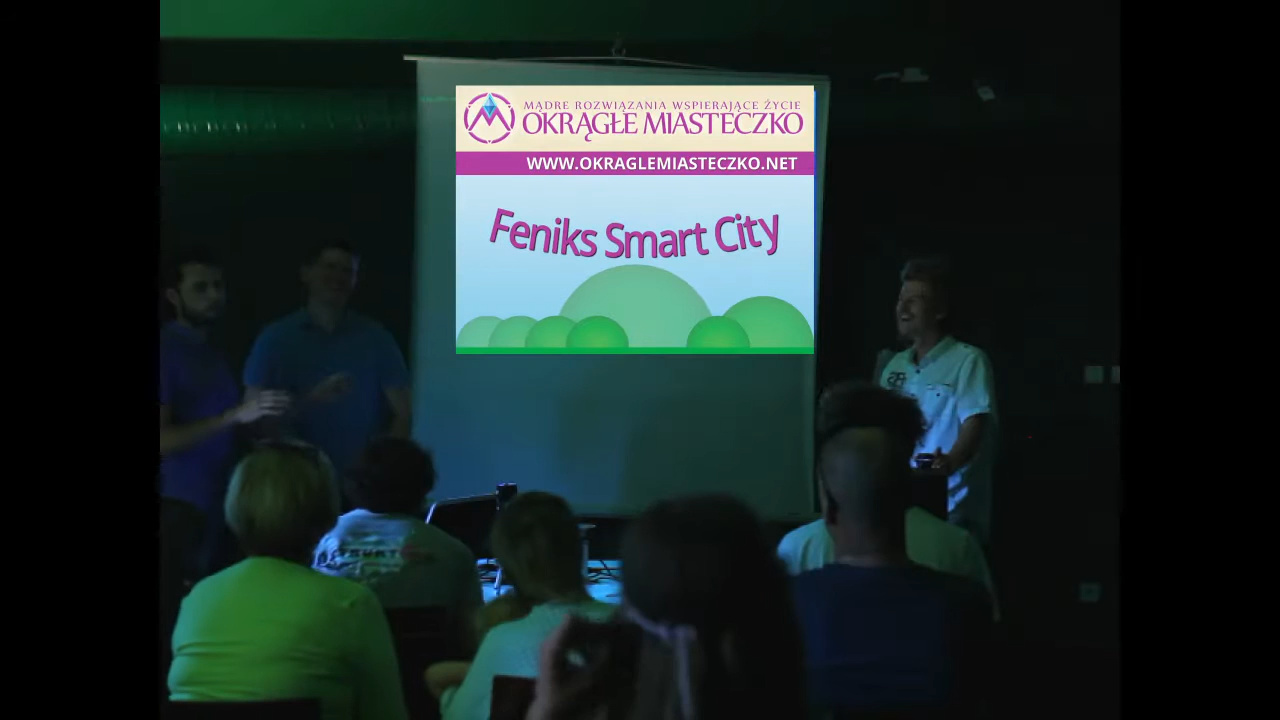 MĄDRE ROZWIĄZANIA WSPIERAJĄCE ŻYCIE
OKRĄGŁE MIASTECZKO
WWW.OKRAGLEMIASTECZKO.NET
Feniks Smart City